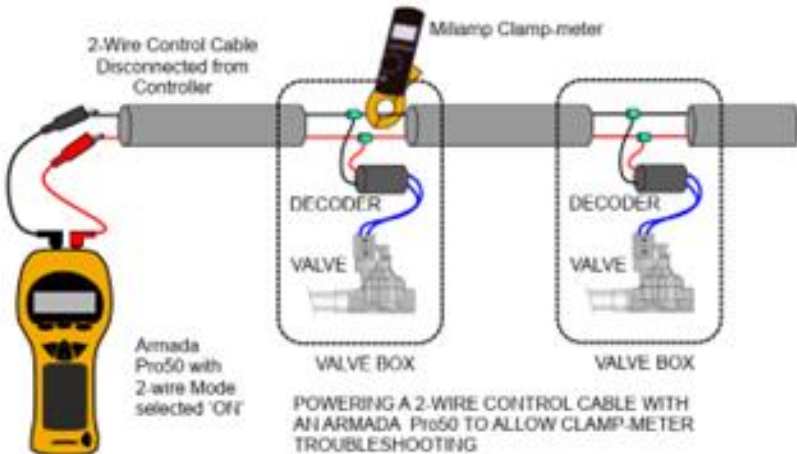 2-Wire Control Cable
Disconnected from
Controller
Miliamp Clamp-meter
DECODER
VALVE
VALVE BOX
DECODER
VALVE
VALVE BOX
Armada
Pro50 with
2-wire Mode
selected 'ON'
POWERING A 2-WIRE CONTROL CABLE WITH
AN ARMADA Pro50 TO ALLOW CLAMP-METER
TROUBLESHOOTING